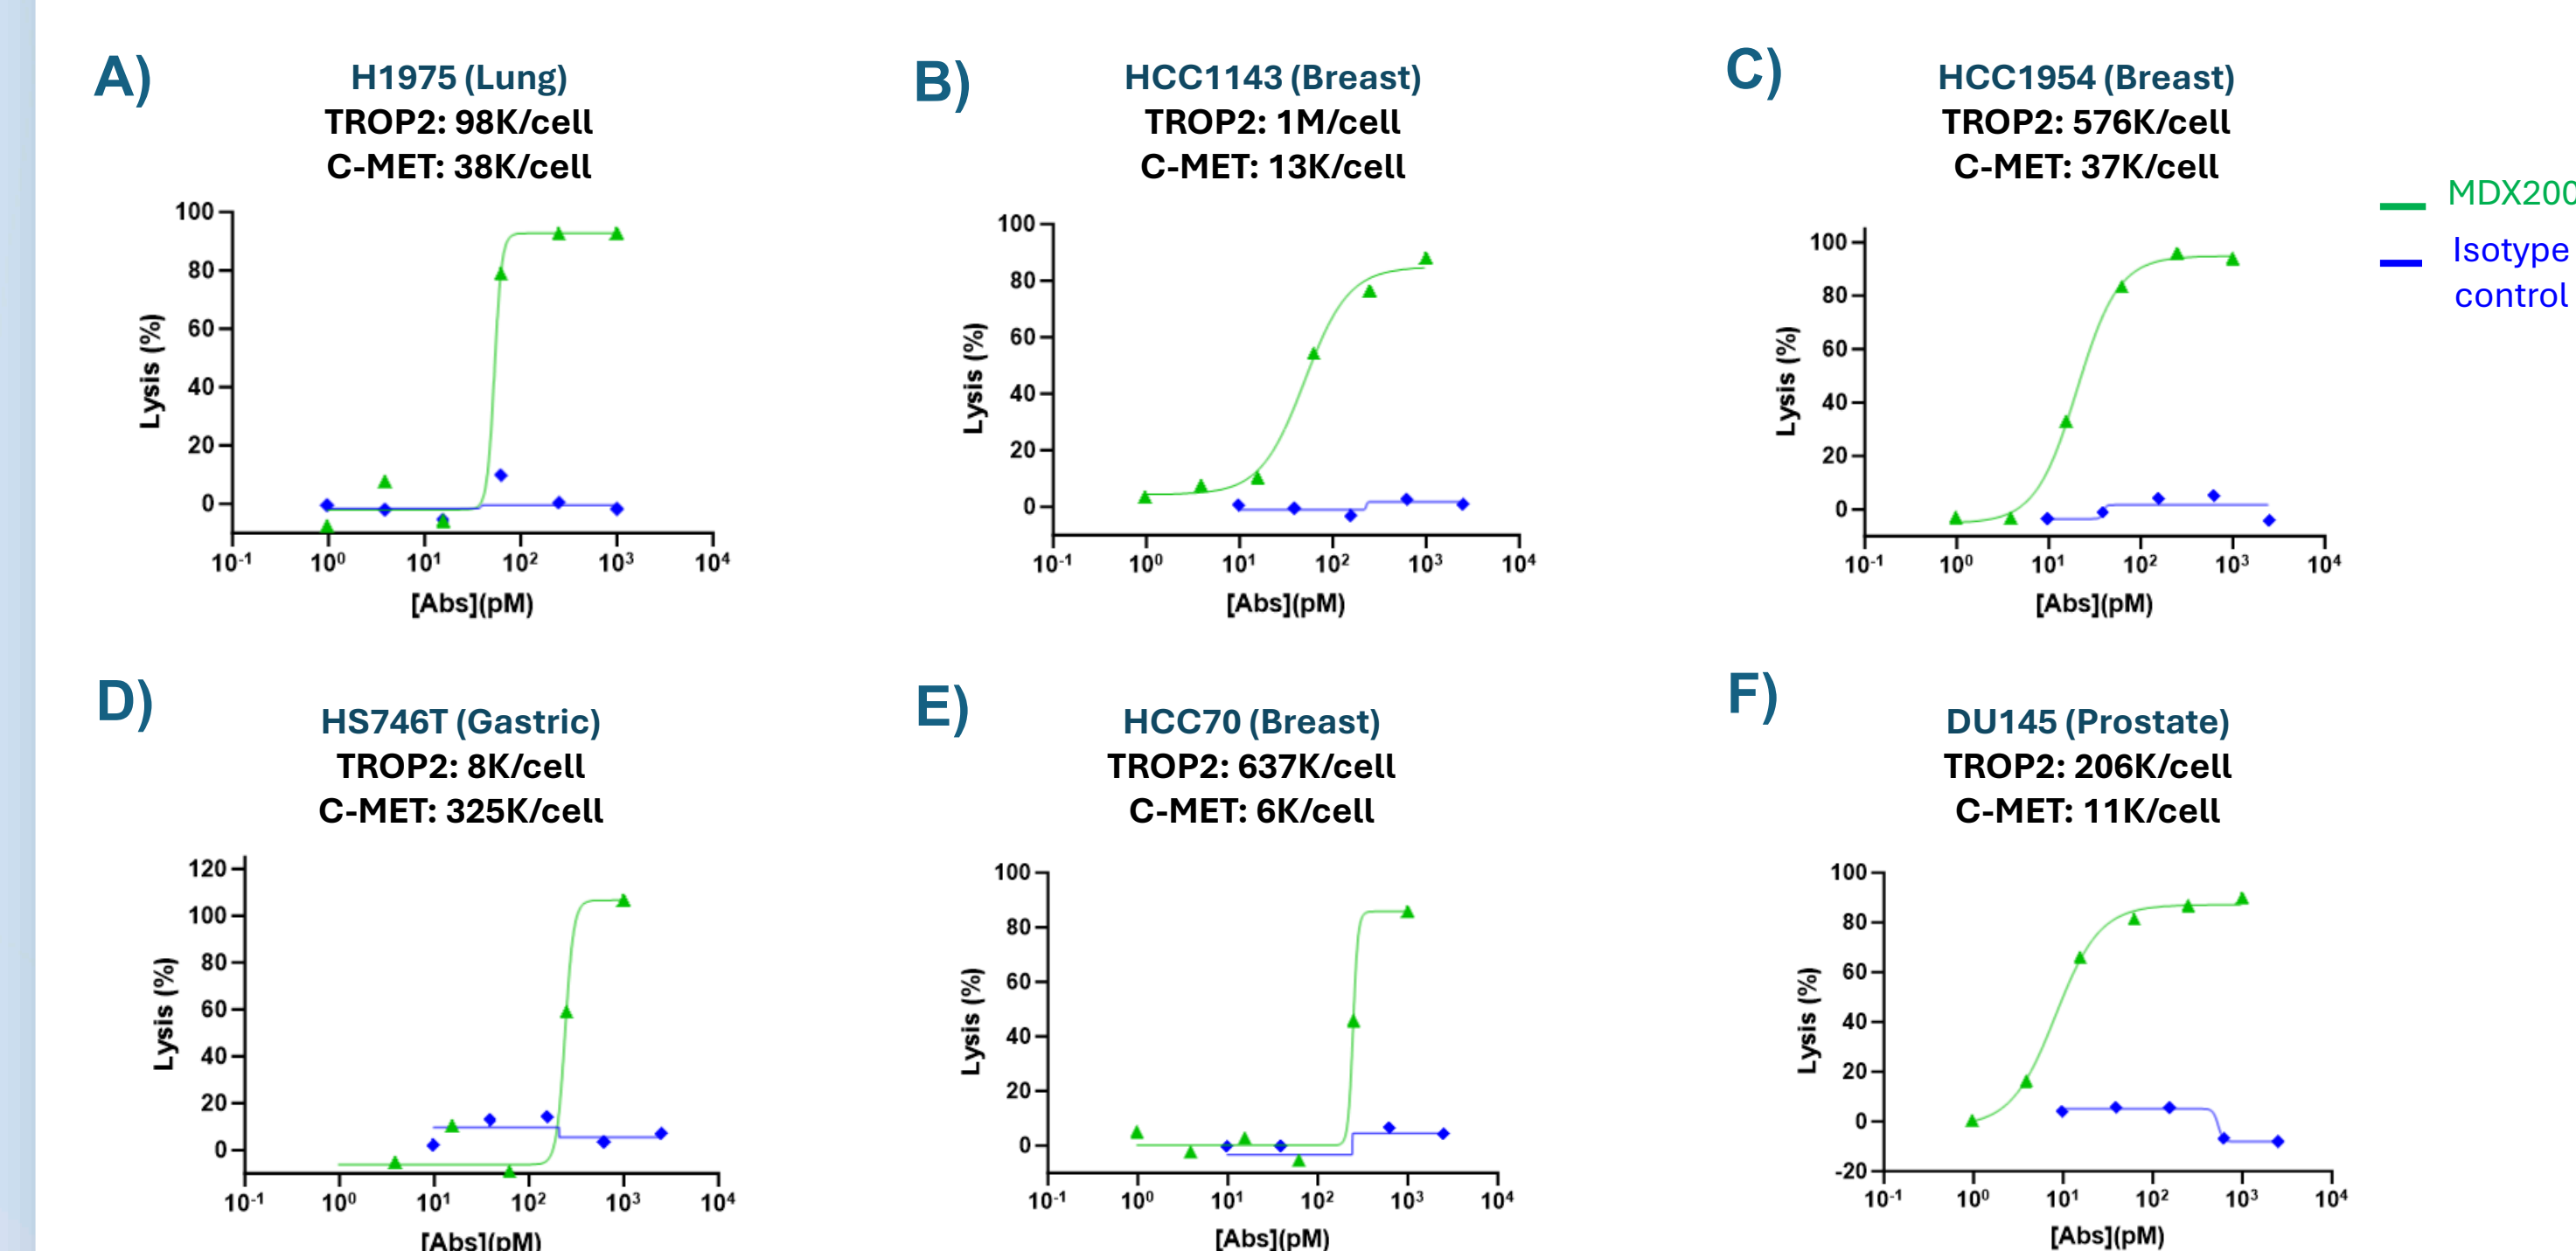 A)
H1975 (Lung)
TROP2: 98K/cell
C-MET: 38K/cell
100
80
60
40
20
0
Lysis (%)
10⁻¹ 10⁰ 10¹ 10² 10³ 10⁴
[Abs](pM)
B)
HCC1143 (Breast)
TROP2: 1M/cell
C-MET: 13K/cell
100
80
60
40
20
0
Lysis (%)
10⁻¹ 10⁰ 10¹ 10² 10³ 10⁴
[Abs](pM)
C)
HCC1954 (Breast)
TROP2: 576K/cell
C-MET: 37K/cell
100
80
60
40
20
0
Lysis (%)
10⁻¹ 10⁰ 10¹ 10² 10³ 10⁴
[Abs](pM)
MDX200
Isotype
control
D)
HS746T (Gastric)
TROP2: 8K/cell
C-MET: 325K/cell
120
100
80
60
40
20
0
Lysis (%)
10⁻¹ 10⁰ 10¹ 10² 10³ 10⁴
[Abs](pM)
E)
HCC70 (Breast)
TROP2: 637K/cell
C-MET: 6K/cell
100
80
60
40
20
0
Lysis (%)
10⁻¹ 10⁰ 10¹ 10² 10³ 10⁴
[Abs](pM)
F)
DU145 (Prostate)
TROP2: 206K/cell
C-MET: 11K/cell
100
80
60
40
20
0
-20
Lysis (%)
10⁻¹ 10⁰ 10¹ 10² 10³ 10⁴
[Abs](pM)